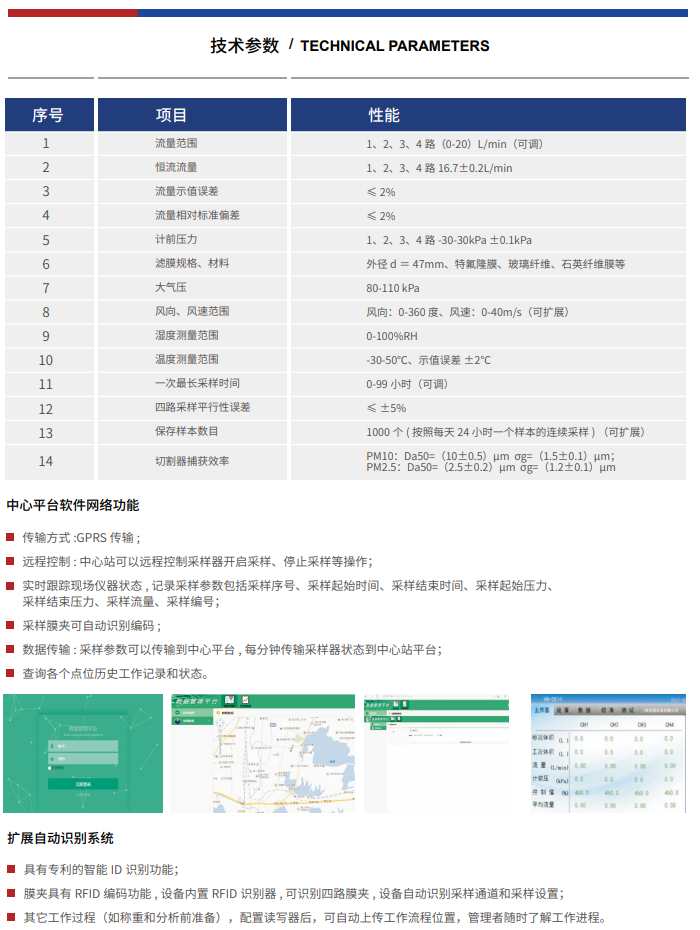 技术参数 / TECHNICAL PARAMETERS
序号 项目 性能
1 流量范围 1、2、3、4 路（0-20）L/min（可调）
2 恒流流量 1、2、3、4 路 16.7±0.2L/min
3 流量示值误差 ≤ 2%
4 流量相对标准偏差 ≤ 2%
5 计前压力 1、2、3、4 路 -30-30kPa ±0.1kPa
6 滤膜规格、材料 外径 d = 47mm、特氟隆膜、玻璃纤维、石英纤维膜等
7 大气压 80-110 kPa
8 风向、风速范围 风向：0-360 度、风速：0-40m/s（可扩展）
9 湿度测量范围 0-100%RH
10 温度测量范围 -30-50℃、示值误差 ±2℃
11 一次最长采样时间 0-99 小时（可调）
12 四路采样平行性误差 ≤ ±5%
13 保存样本数目 1000 个 ( 按照每天 24 小时一个样本的连续采样 ) （可扩展）
14 切割器捕获效率 PM10：Da50=（10±0.5）μm σg=（1.5±0.1）μm；
PM2.5：Da50=（2.5±0.2）μm σg=（1.2±0.1）μm
中心平台软件网络功能
传输方式 :GPRS 传输 ;
远程控制 : 中心站可以远程控制采样器开启采样、停止采样等操作；
实时跟踪现场仪器状态 , 记录采样参数包括采样序号、采样起始时间、采样结束时间、采样起始压力、
采样结束压力、采样流量、采样编号；
采样膜夹可自动识别编码 ;
数据传输 : 采样参数可以传输到中心平台 , 每分钟传输采样器状态到中心站平台；
查询各个点位历史工作记录和状态。
主界面 设置 数据 校准 测试
CH1 CH2 CH3 CH4
标况体积 (L ) 0.0 0.0 0.0 0.0
工况体积 (L ) 0.0 0.0 0.0 0.0
流 量 (L/min) 0.00 0.00 0.00 0.00
计前压 (kPa) 0.0 0.0 0.0 0.0
控 制 值 (%) 450.0 450.0 450.0 450.0
平均流量 0.00 0.00 0.00 0.00
扩展自动识别系统
具有专利的智能 ID 识别功能；
膜夹具有 RFID 编码功能 , 设备内置 RFID 识别器 , 可识别四路膜夹 , 设备自动识别采样通道和采样设置；
其它工作过程（如称重和分析前准备），配置读写器后，可自动上传工作流程位置，管理者随时了解工作进程。